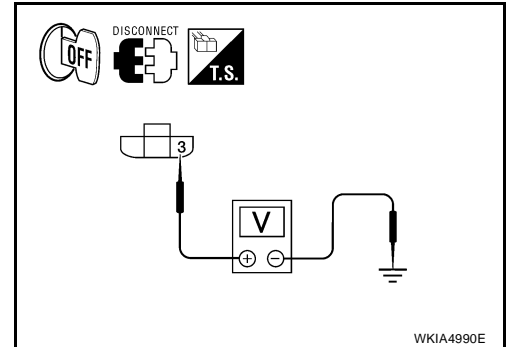 DISCONNECT
OFF
T.S.
3
V
+ −
WKIA4990E